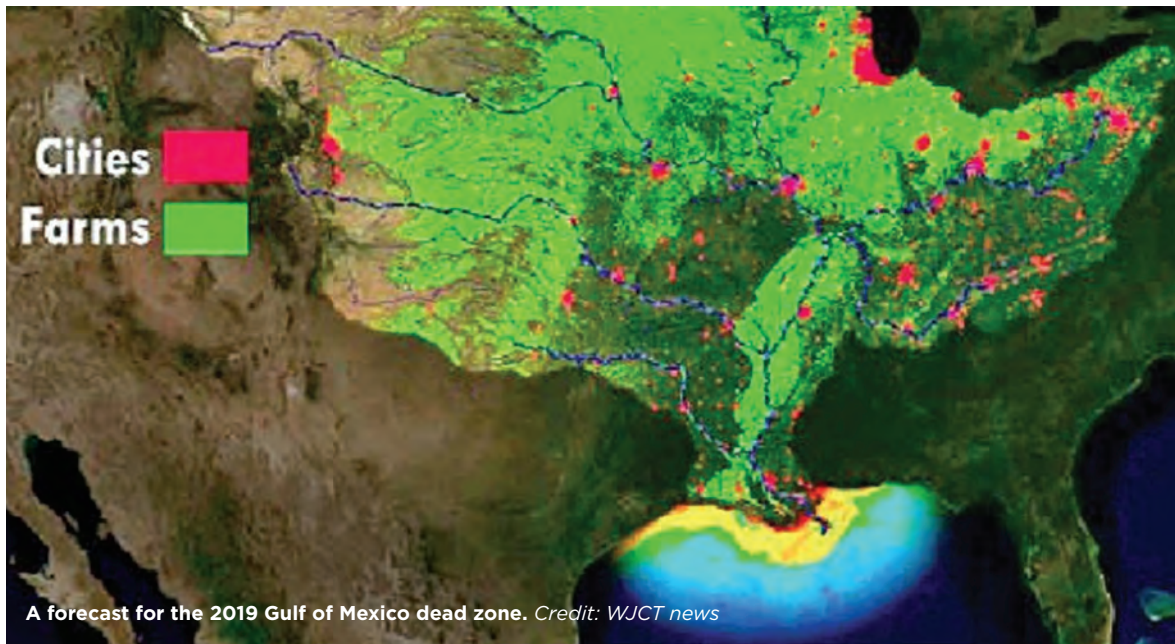 Cities
Farms
A forecast for the 2019 Gulf of Mexico dead zone. Credit: WJCT news